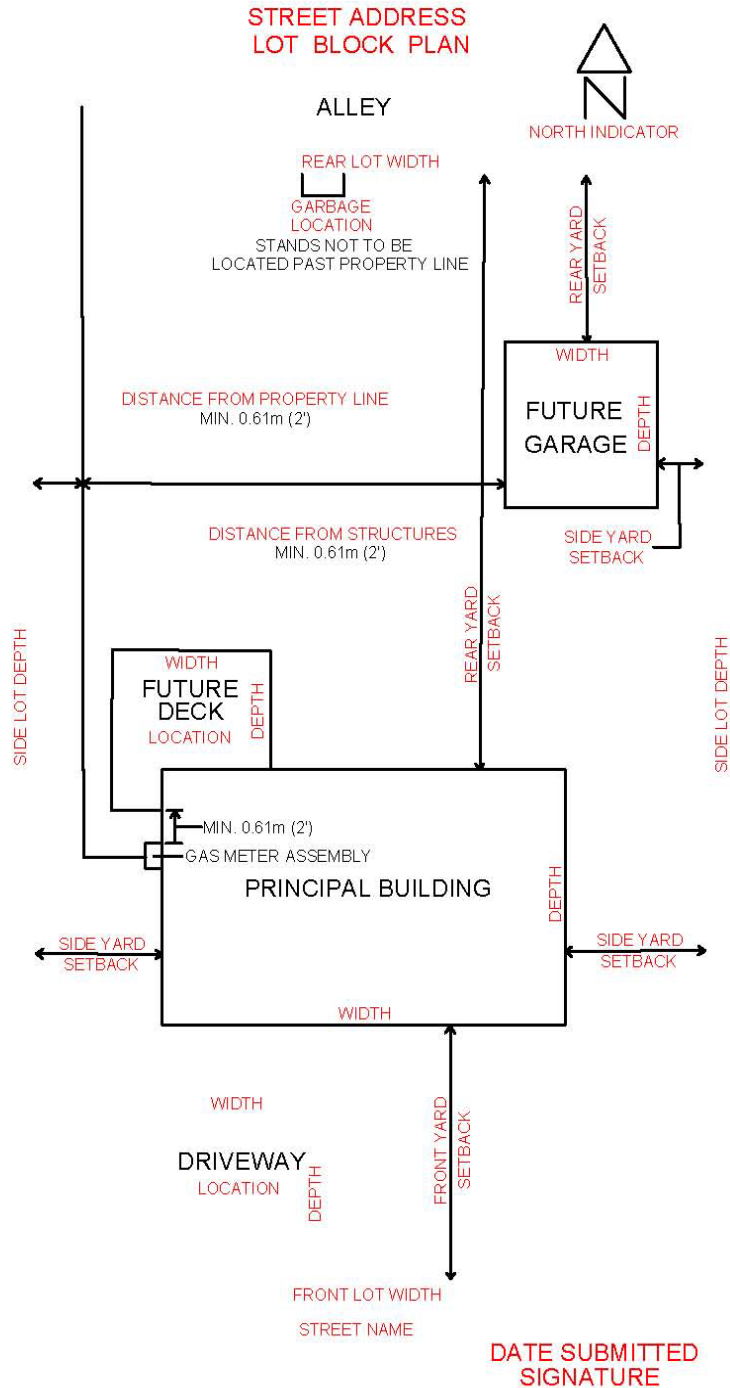 STREET ADDRESS
LOT BLOCK PLAN
N
NORTH INDICATOR
ALLEY
REAR LOT WIDTH
GARBAGE
LOCATION
STANDS NOT TO BE
LOCATED PAST PROPERTY LINE
REAR YARD
SETBACK
WIDTH
FUTURE
GARAGE
DEPTH
DISTANCE FROM PROPERTY LINE
MIN. 0.61m (2')
DISTANCE FROM STRUCTURES
MIN. 0.61m (2')
SIDE YARD
SETBACK
REAR YARD
SETBACK
SIDE LOT DEPTH
SIDE LOT DEPTH
WIDTH
FUTURE
DECK
LOCATION
DEPTH
MIN. 0.61m (2')
GAS METER ASSEMBLY
PRINCIPAL BUILDING
DEPTH
SIDE YARD
SETBACK
SIDE YARD
SETBACK
WIDTH
WIDTH
DRIVEWAY
LOCATION
DEPTH
FRONT YARD
SETBACK
FRONT LOT WIDTH
STREET NAME
DATE SUBMITTED
SIGNATURE